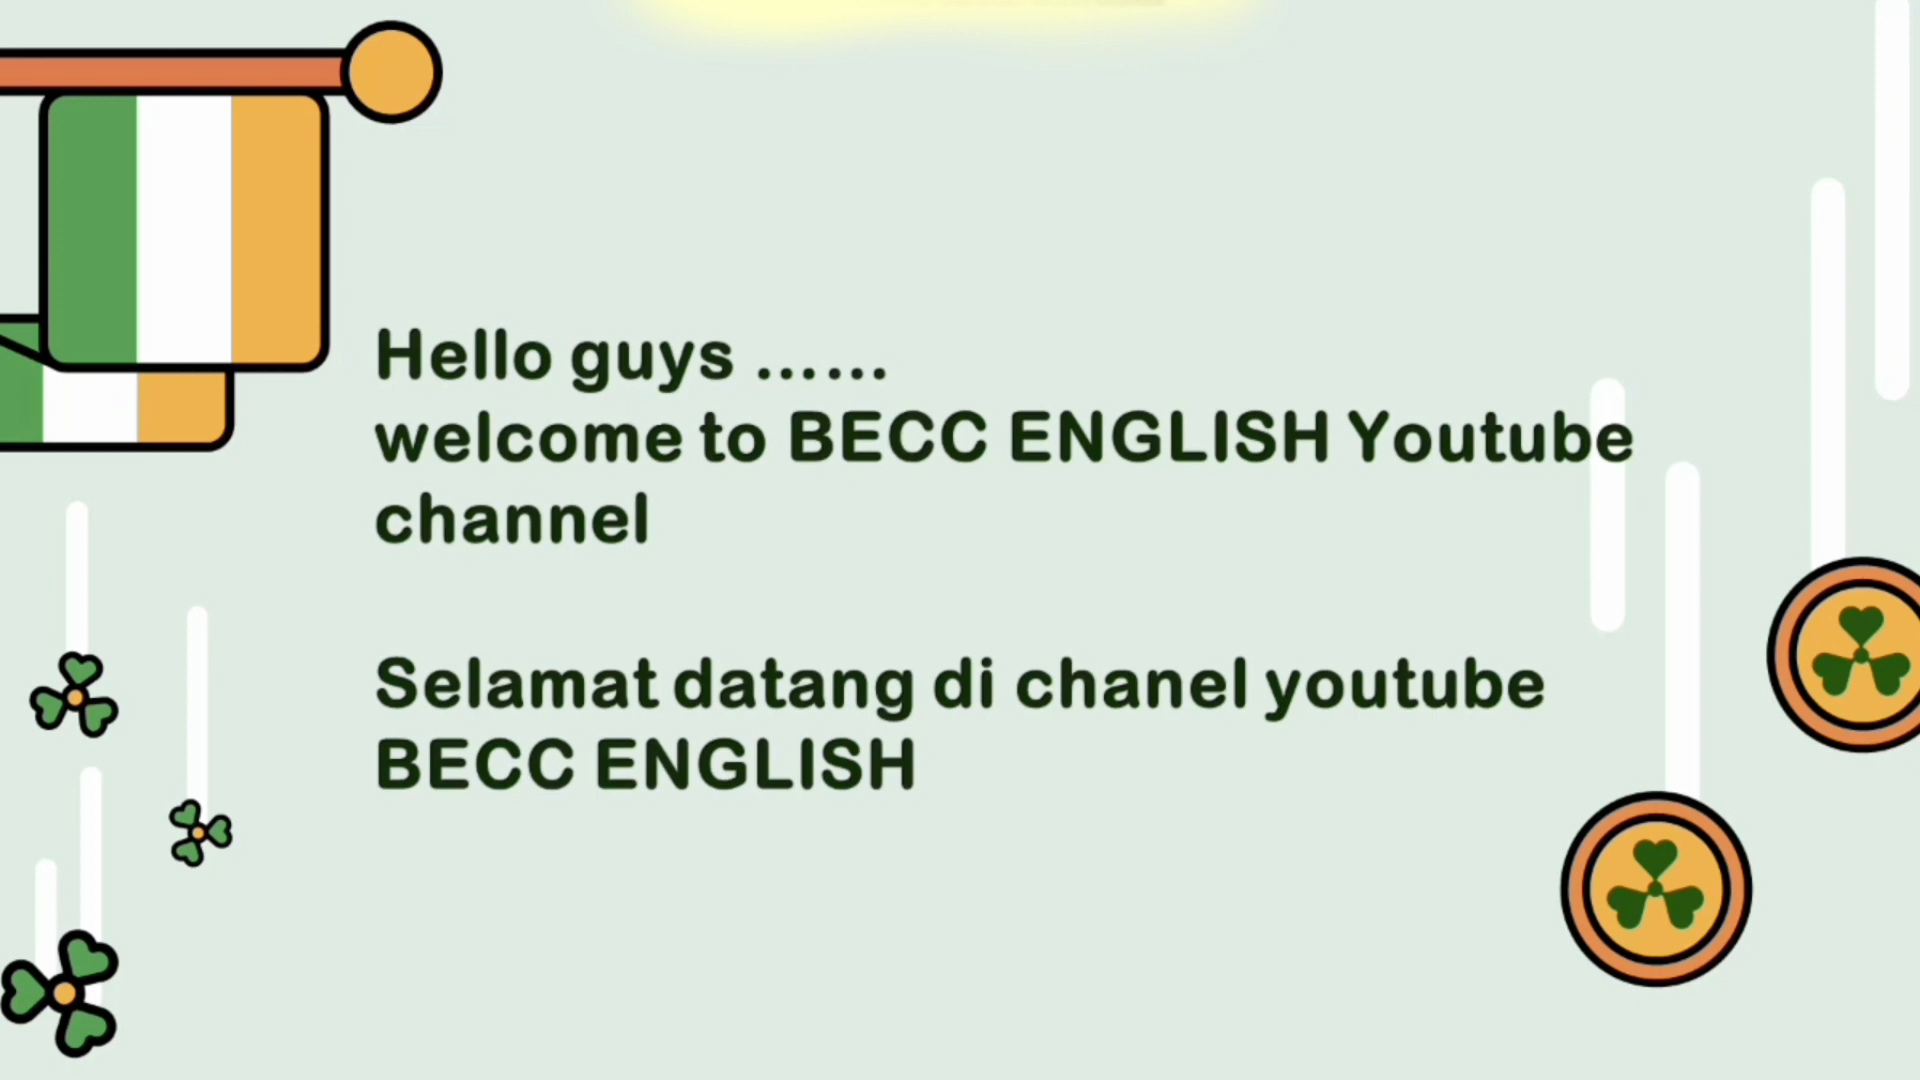 Hello guys ......
welcome to BECC ENGLISH Youtube
channel
Selamat datang di chanel youtube
BECC ENGLISH